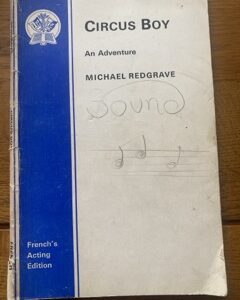 CIRCUS BOY
An Adventure
MICHAEL REDGRAVE
Sound
French's
Acting
Edition